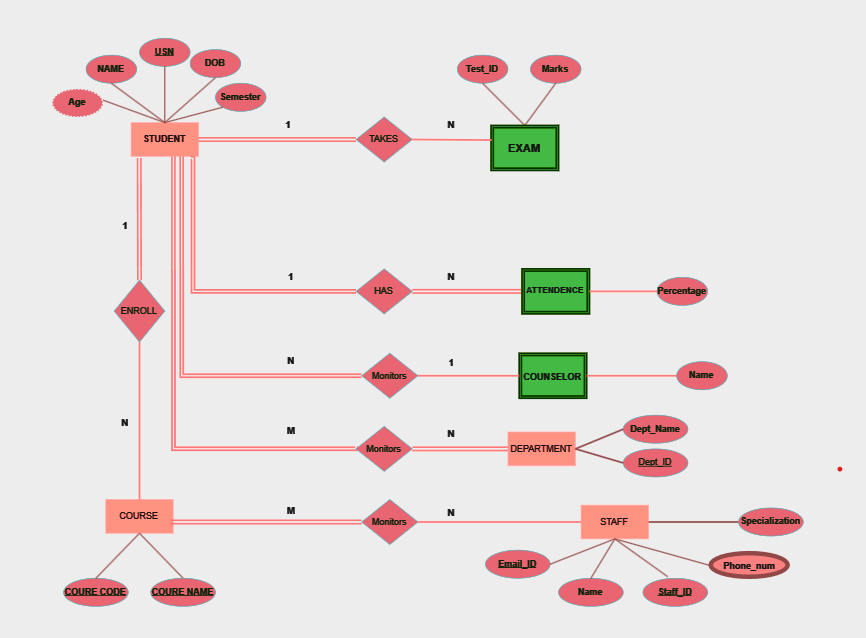 USN
NAME
DOB
Test_ID
Marks
Age
Semester
STUDENT
1
TAKES
N
EXAM
1
1
HAS
N
ATTENDENCE
Percentage
ENROLL
N
Monitors
1
COUNSELOR
Name
N
M
Monitors
N
DEPARTMENT
Dept_Name
Dept_ID
COURSE
M
Monitors
N
STAFF
Specialization
Email_ID
Phone_num
COURE CODE
COURE NAME
Name
Staff_ID